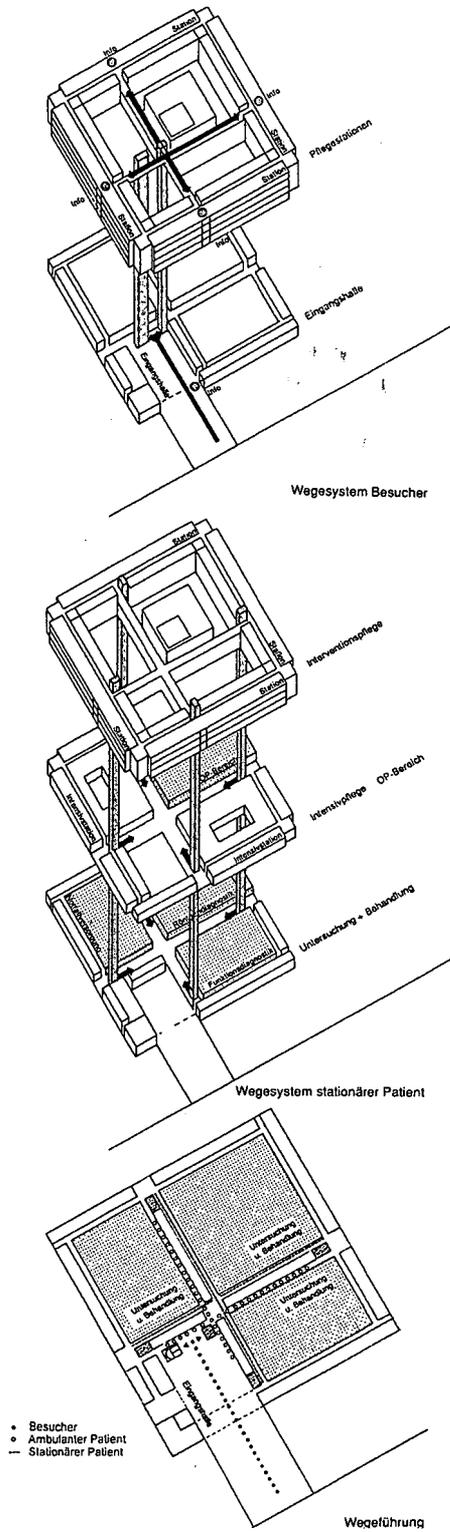 Station
Info
Info
Station
Pflegestationen
Station
Info
Station
Info
Eingangshalle
Eingangshalle
Info
Wegesystem Besucher
Station
Interventionspflege
Station
Station
Station
OP-Bereich
Intensivpflege OP-Bereich
Intensivstation
Intensivstation
Untersuchung + Behandlung
Funktionsdiagnostik
Wegesystem stationärer Patient
Untersuchung
u. Behandlung
Untersuchung
u. Behandlung
Untersuchung
u. Behandlung
Eingangshalle
Besucher
Ambulanter Patient
Stationärer Patient
Wegeführung